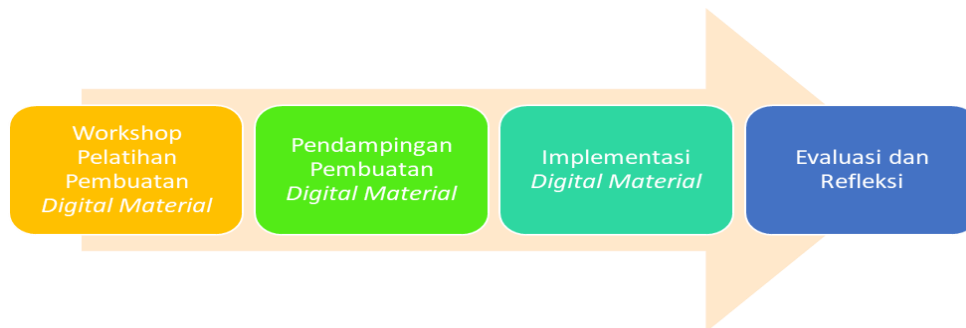 Workshop
Pelatihan
Pembuatan
Digital Material
Pendampingan
Pembuatan
Digital Material
Implementasi
Digital Material
Evaluasi dan
Refleksi